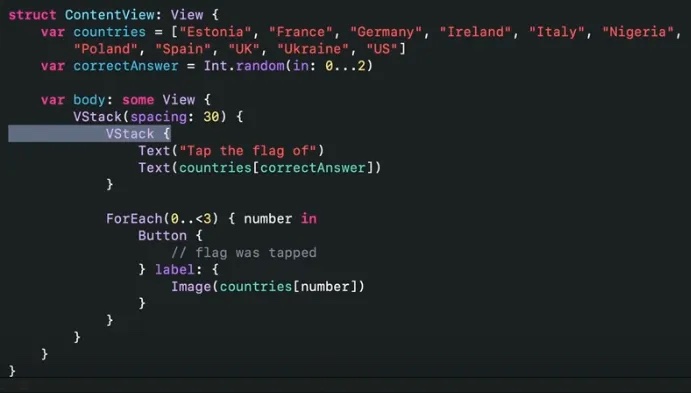 struct ContentView: View {
    var countries = ["Estonia", "France", "Germany", "Ireland", "Italy", "Nigeria",
        "Poland", "Spain", "UK", "Ukraine", "US"]
    var correctAnswer = Int.random(in: 0...2)

    var body: some View {
        VStack(spacing: 30) {
            VStack {
                Text("Tap the flag of")
                Text(countries[correctAnswer])
            }

            ForEach(0..<3) { number in
                Button {
                    // flag was tapped
                } label: {
                    Image(countries[number])
                }
            }
        }
    }
}